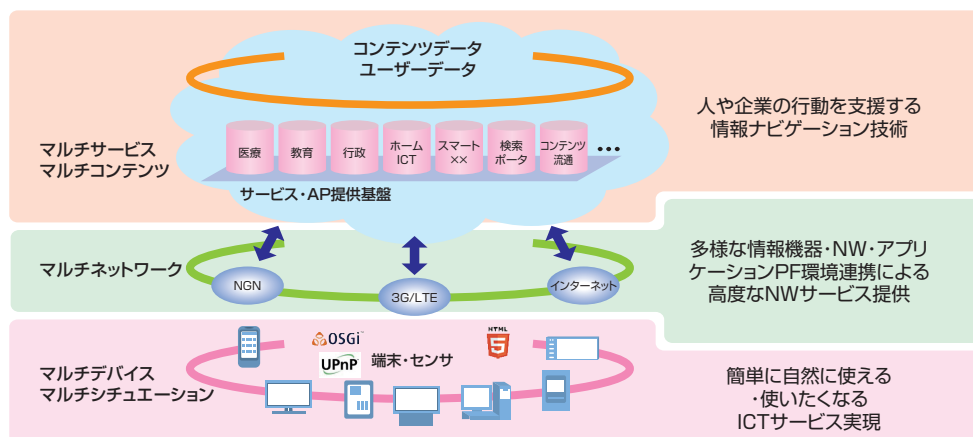 コンテンツデータ
ユーザーデータ
人や企業の行動を支援する
情報ナビゲーション技術
マルチサービス
マルチコンテンツ
医療
教育
行政
ホーム
ICT
スマート
××
検索
ポータ
コンテンツ
流通
•••
サービス・AP提供基盤
マルチネットワーク
NGN
3G/LTE
インターネット
多様な情報機器・NW・アプリ
ケーションPF環境連携による
高度なNWサービス提供
マルチデバイス
マルチシチュエーション
OSGi™
UPnP
端末・センサ
HTML
5
簡単に自然に使える
・使いたくなる
ICTサービス実現